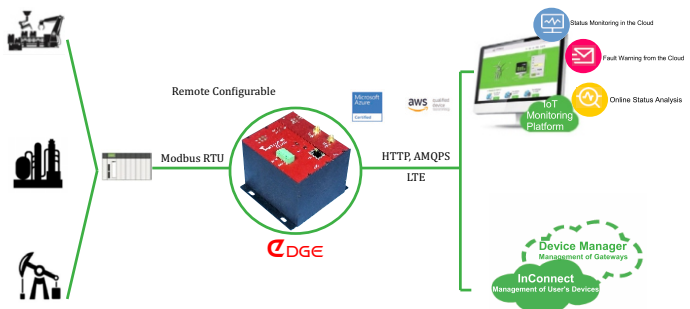 Status Monitoring in the Cloud
Fault Warning from the Cloud
Online Status Analysis
IoT
Monitoring
Platform
Remote Configurable
Microsoft
Azure
Certified
aws
Modbus RTU
HTTP, AMQPS
LTE
EDGE
Device Manager
Management of Gateways
InConnect
Management of User's Devices